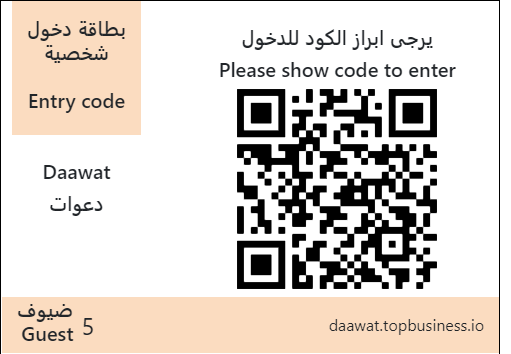 بطاقة دخول
شخصية
Entry code
Daawat
دعوات
يرجى ابراز الكود للدخول
Please show code to enter
ضيوف
Guest 5
daawat.topbusiness.io